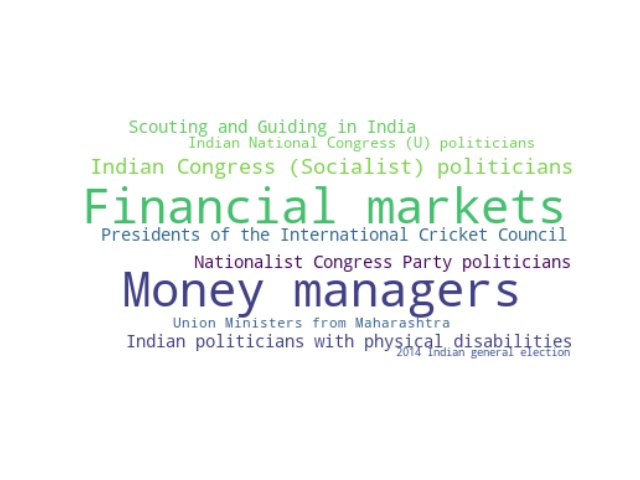 Scouting and Guiding in India
Indian National Congress (U) politicians
Indian Congress (Socialist) politicians
Financial markets
Presidents of the International Cricket Council
Nationalist Congress Party politicians
Money managers
Union Ministers from Maharashtra
Indian politicians with physical disabilities
2014 Indian general election